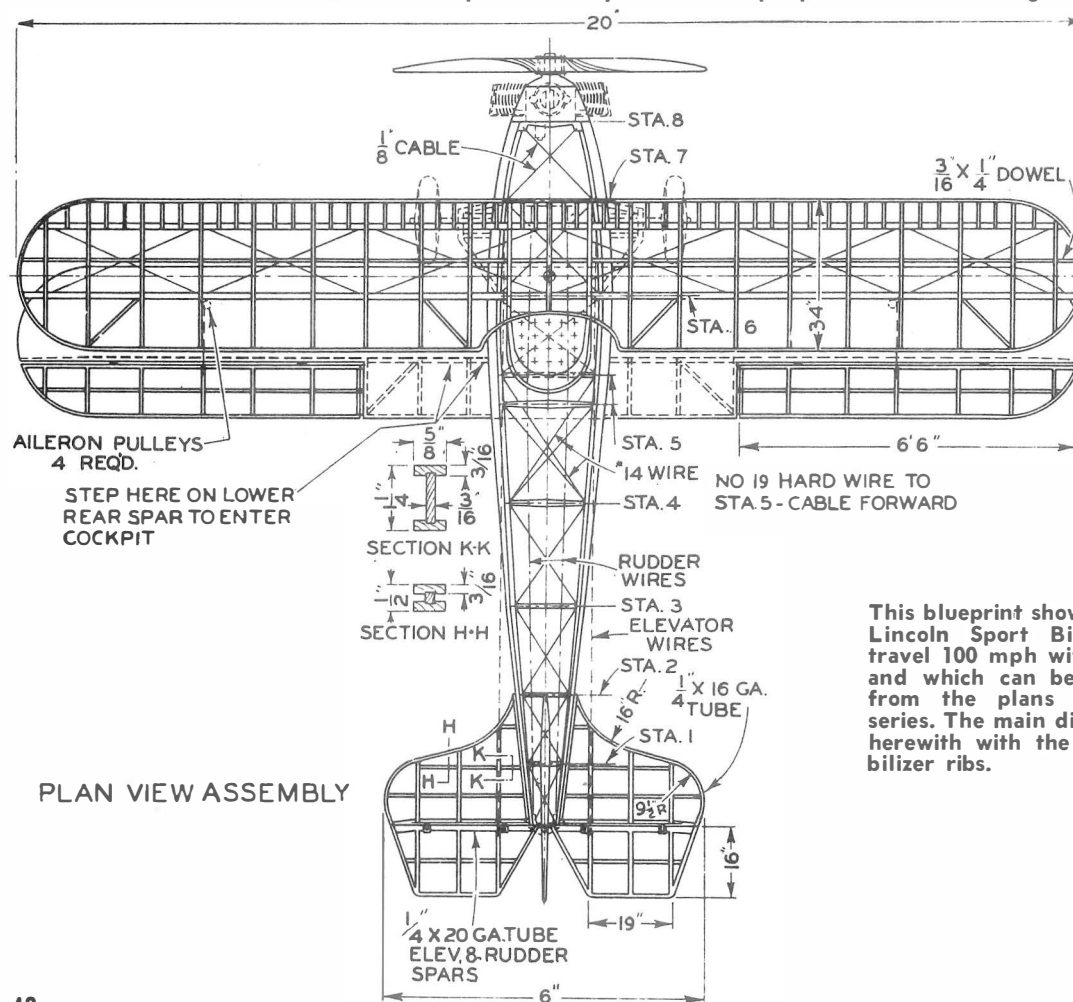 20"
STA. 8
1/8" CABLE
STA. 7
3/16" X 1/4" DOWEL
34"
STA. 6
AILERON PULLEYS
4 REQ'D.
STEP HERE ON LOWER
REAR SPAR TO ENTER
COCKPIT
5/8"
3/16"
1 1/4"
3/16"
SECTION K-K
1/2"
3/16"
SECTION H-H
STA. 5
#14 WIRE
STA. 4
6'6"
NO 19 HARD WIRE TO
STA. 5 - CABLE FORWARD
RUDDER
WIRES
STA. 3
ELEVATOR
WIRES
STA. 2
16" R.
1/4" X 16 GA.
TUBE
STA. 1
H
H
K
K
9 1/2" R
16"
19"
PLAN VIEW ASSEMBLY
1/4" X 20 GA. TUBE
ELEV, & RUDDER
SPARS
6"
This blueprint show
Lincoln Sport Bi
travel 100 mph wi
and which can be
from the plans
series. The main di
herewith with the
bilizer ribs.